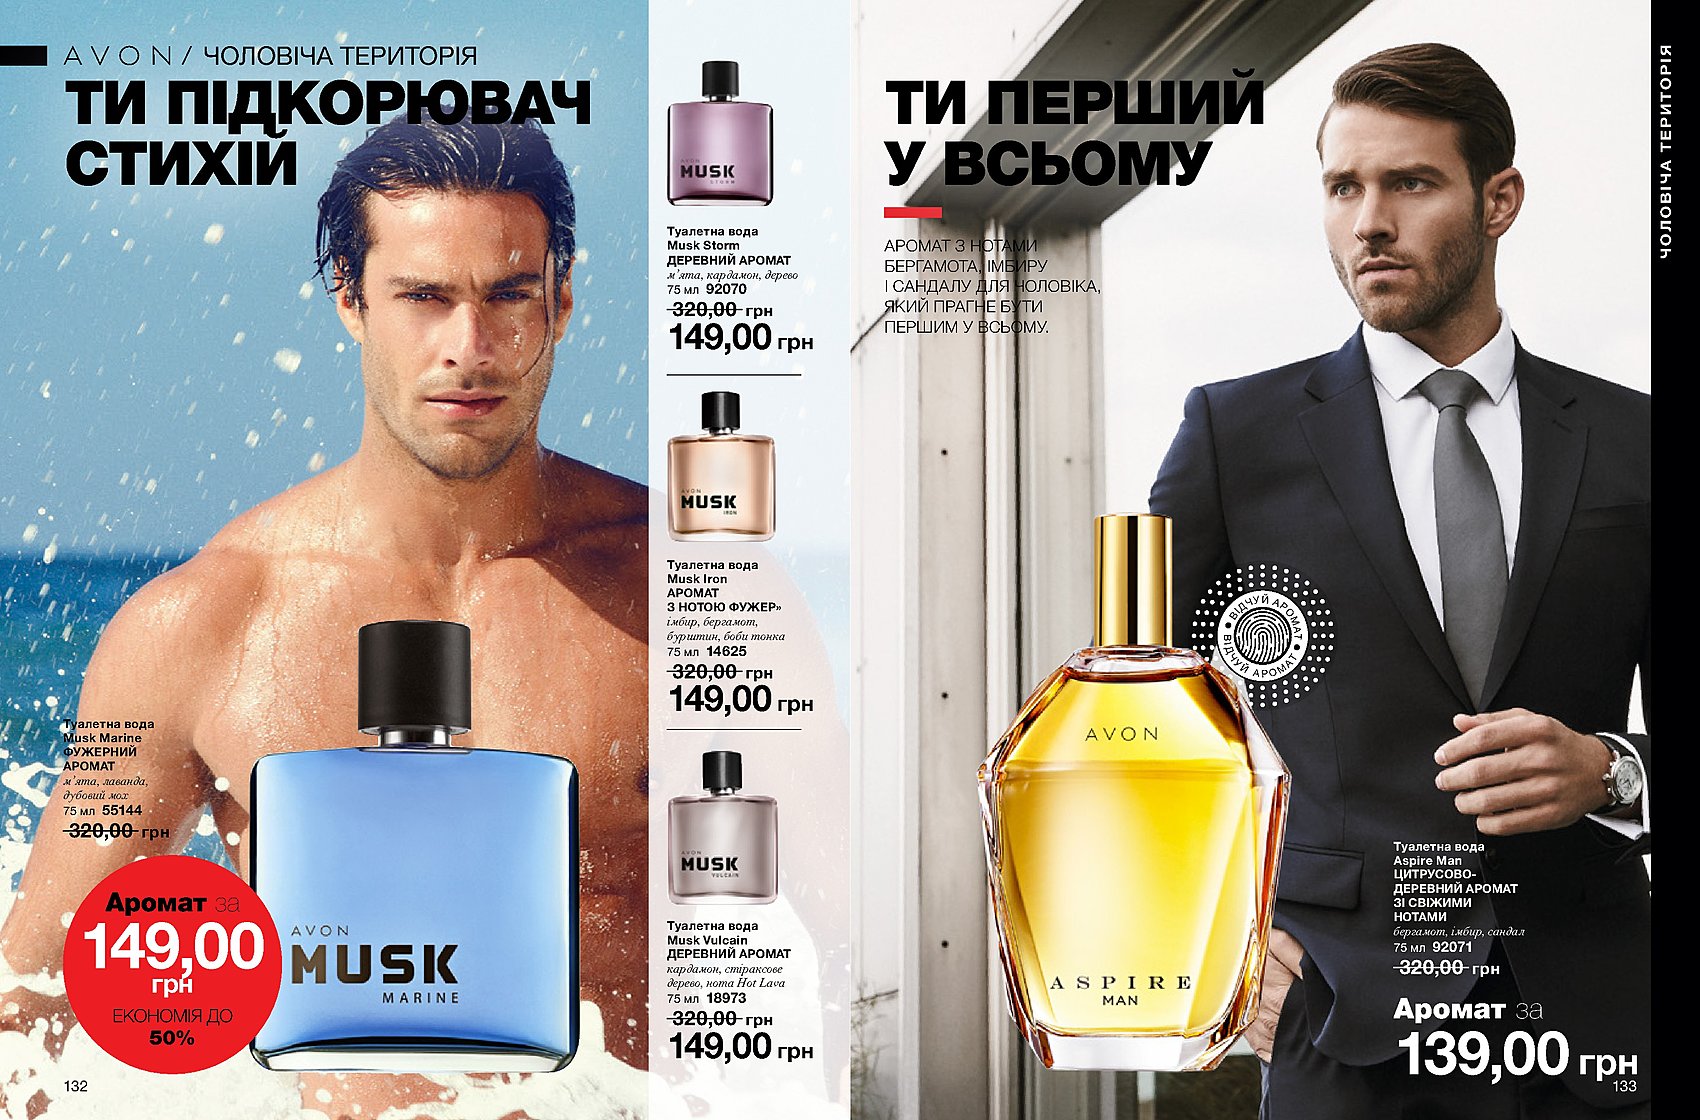 AVON / ЧОЛОВІЧА ТЕРИТОРІЯ
ТИ ПІДКОРЮВАЧ
СТИХІЙ
Туалетна вода
Musk Marine
ФУЖЕРНИЙ
АРОМАТ
м’ята, лаванда,
дубовий мох
75 мл 55144
320,00 грн
Аромат за
149,00
грн
ЕКОНОМІЯ ДО
50%
AVON
MUSK
MARINE
132
AVON
MUSK
STORM
Туалетна вода
Musk Storm
ДЕРЕВНИЙ АРОМАТ
м’ята, кардамон, дерево
75 мл 92070
320,00 грн
149,00 грн
AVON
MUSK
IRON
Туалетна вода
Musk Iron
АРОМАТ
З НОТОЮ ФУЖЕР»
імбир, бергамот,
бурштин, боби тонка
75 мл 14625
320,00 грн
149,00 грн
AVON
MUSK
VULCAIN
Туалетна вода
Musk Vulcain
ДЕРЕВНИЙ АРОМАТ
кардамон, стіраксове
дерево, нота Hot Lava
75 мл 18973
320,00 грн
149,00 грн
ТИ ПЕРШИЙ
У ВСЬОМУ
АРОМАТ З НОТАМИ
БЕРГАМОТА, ІМБИРУ
І САНДАЛУ ДЛЯ ЧОЛОВІКА,
ЯКИЙ ПРАГНЕ БУТИ
ПЕРШИМ У ВСЬОМУ.
ВІДЧУЙ АРОМАТ
ВІДЧУЙ АРОМАТ
AVON
ASPIRE
MAN
Туалетна вода
Aspire Man
ЦИТРУСОВО-
ДЕРЕВНИЙ АРОМАТ
ЗІ СВІЖИМИ
НОТАМИ
бергамот, імбир, сандал
75 мл 92071
320,00 грн
Аромат за
139,00 грн
133
ЧОЛОВІЧА ТЕРИТОРІЯ